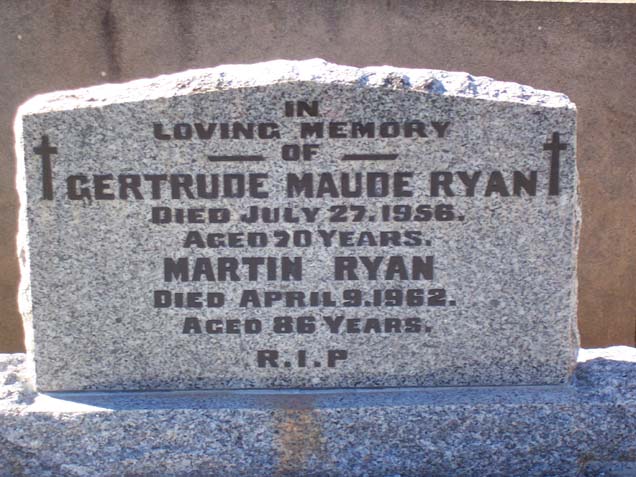 IN
LOVING MEMORY
OF
GERTRUDE MAUDE RYAN
DIED JULY 27.1956.
AGED 70 YEARS.
MARTIN RYAN
DIED APRIL 9.1962.
AGED 86 YEARS.
R.I.P